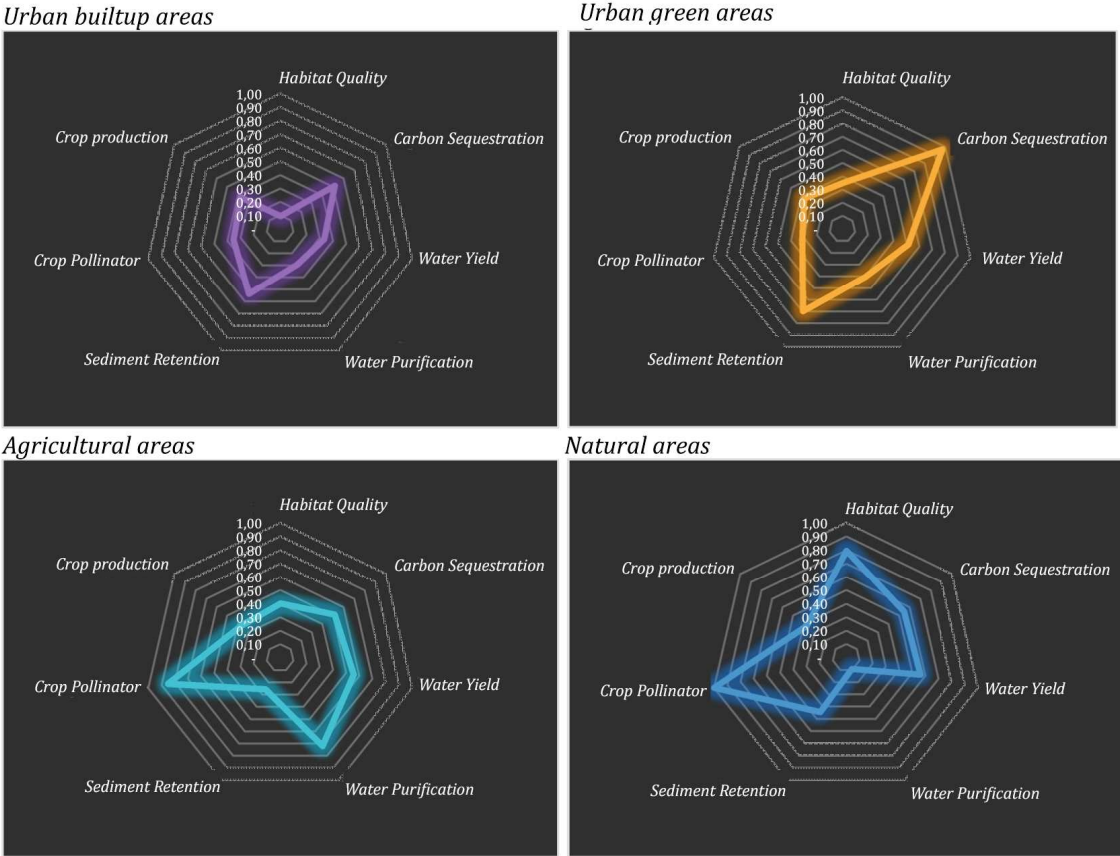 Urban builtup areas
Urban green areas
Habitat Quality
1,00
0,90
0,80
0,70
0,60
0,50
0,40
0,30
0,20
0,10
-
Crop production
Carbon Sequestration
Crop Pollinator
Water Yield
Sediment Retention
Water Purification
Habitat Quality
1,00
0,90
0,80
0,70
0,60
0,50
0,40
0,30
0,20
0,10
-
Crop production
Carbon Sequestration
Crop Pollinator
Water Yield
Sediment Retention
Water Purification
Agricultural areas
Natural areas
Habitat Quality
1,00
0,90
0,80
0,70
0,60
0,50
0,40
0,30
0,20
0,10
-
Crop production
Carbon Sequestration
Crop Pollinator
Water Yield
Sediment Retention
Water Purification
Habitat Quality
1,00
0,90
0,80
0,70
0,60
0,50
0,40
0,30
0,20
0,10
-
Crop production
Carbon Sequestration
Crop Pollinator
Water Yield
Sediment Retention
Water Purification